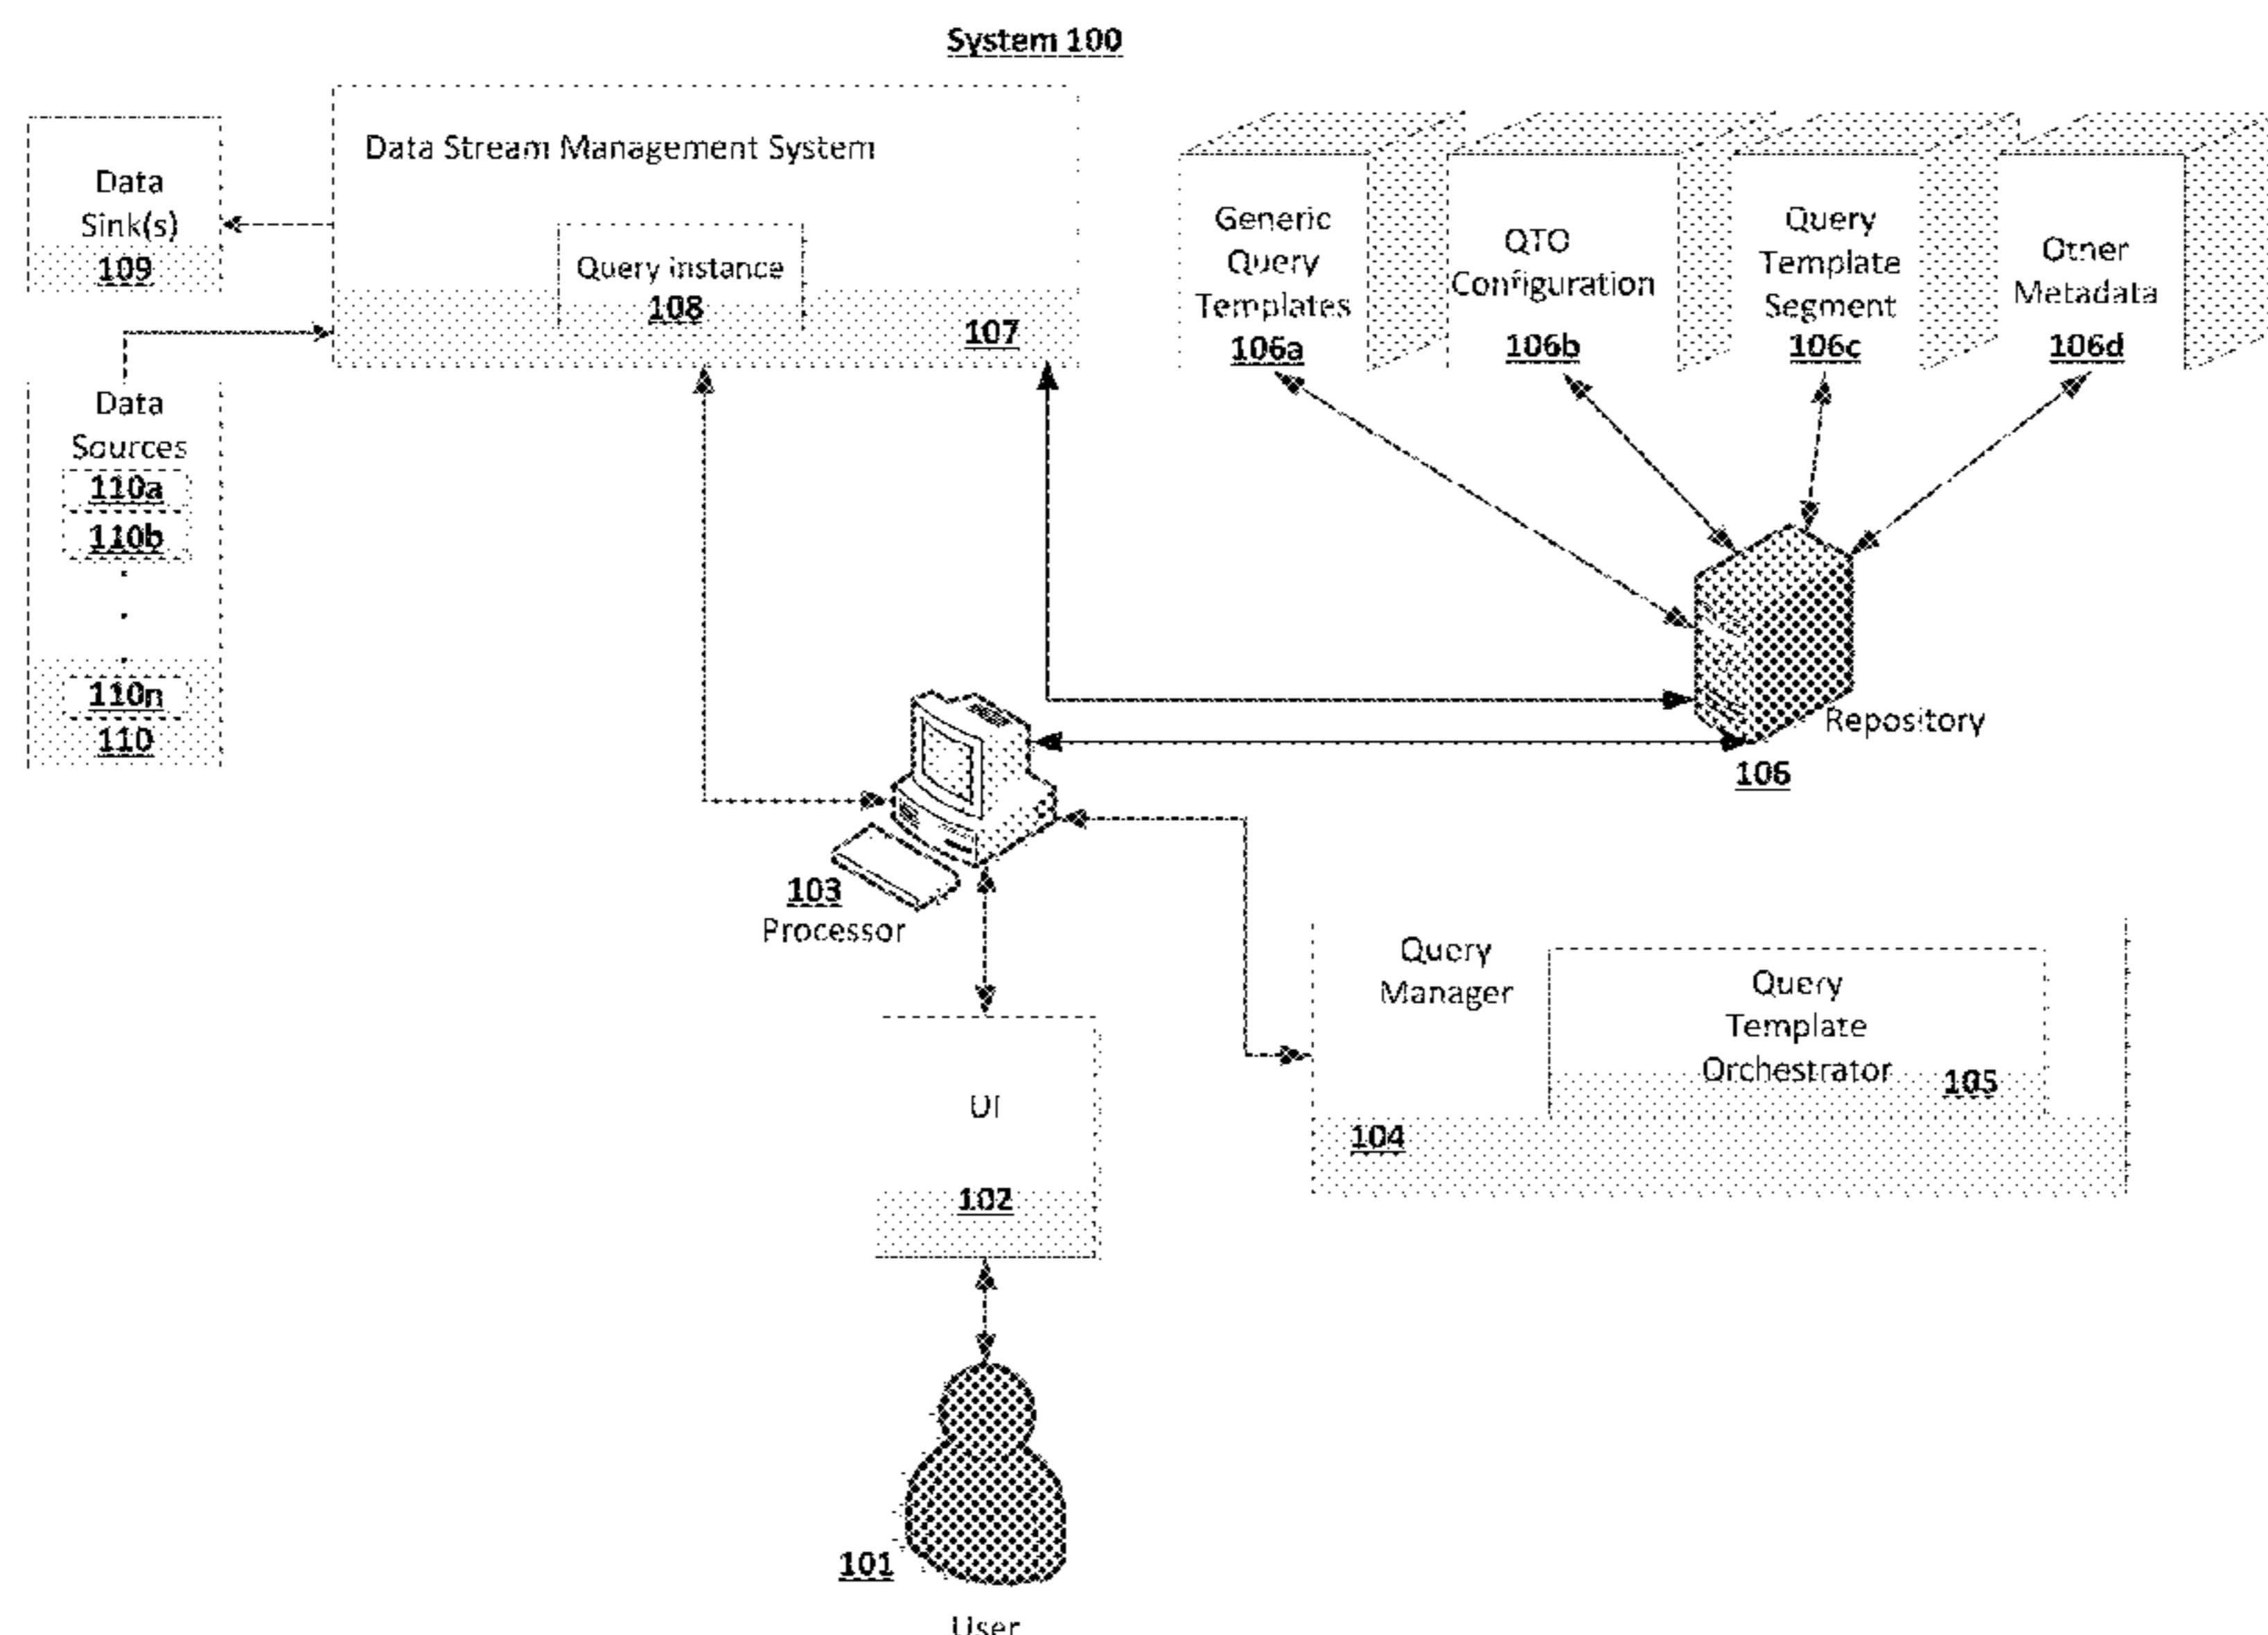 System 100
Data Stream Management System
Data
Sink(s)
109
Query instance
108
107
Generic
Query
Templates
106a
QTO
Configuration
106b
Query
Template
Segment
106c
Other
Metadata
106d
Data
Sources
110a
110b
110n
110
Repository
106
103
Processor
Query
Manager
Query
Template
Orchestrator
105
104
UI
102
101
User